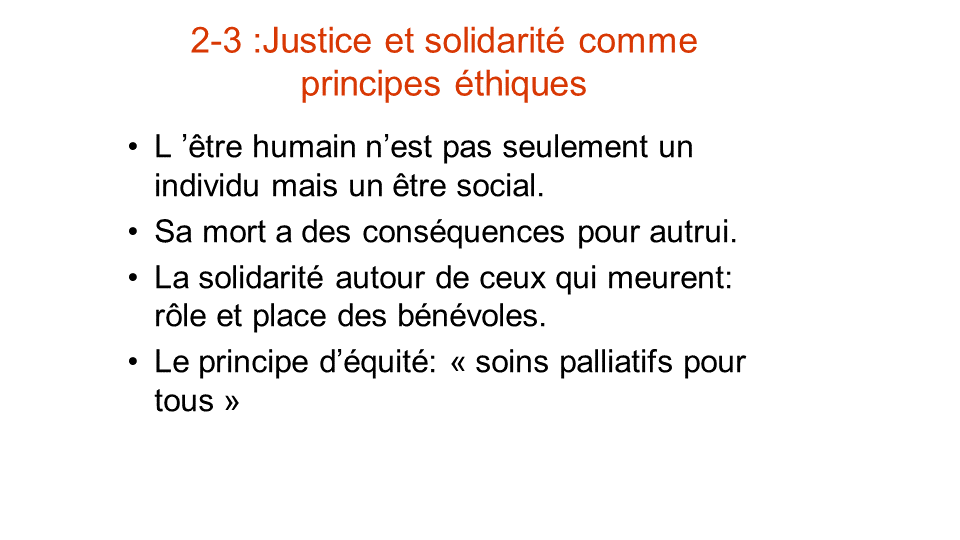 2-3 :Justice et solidarité comme
principes éthiques
• L ’être humain n’est pas seulement un
individu mais un être social.
• Sa mort a des conséquences pour autrui.
• La solidarité autour de ceux qui meurent:
rôle et place des bénévoles.
• Le principe d’équité: « soins palliatifs pour
tous »